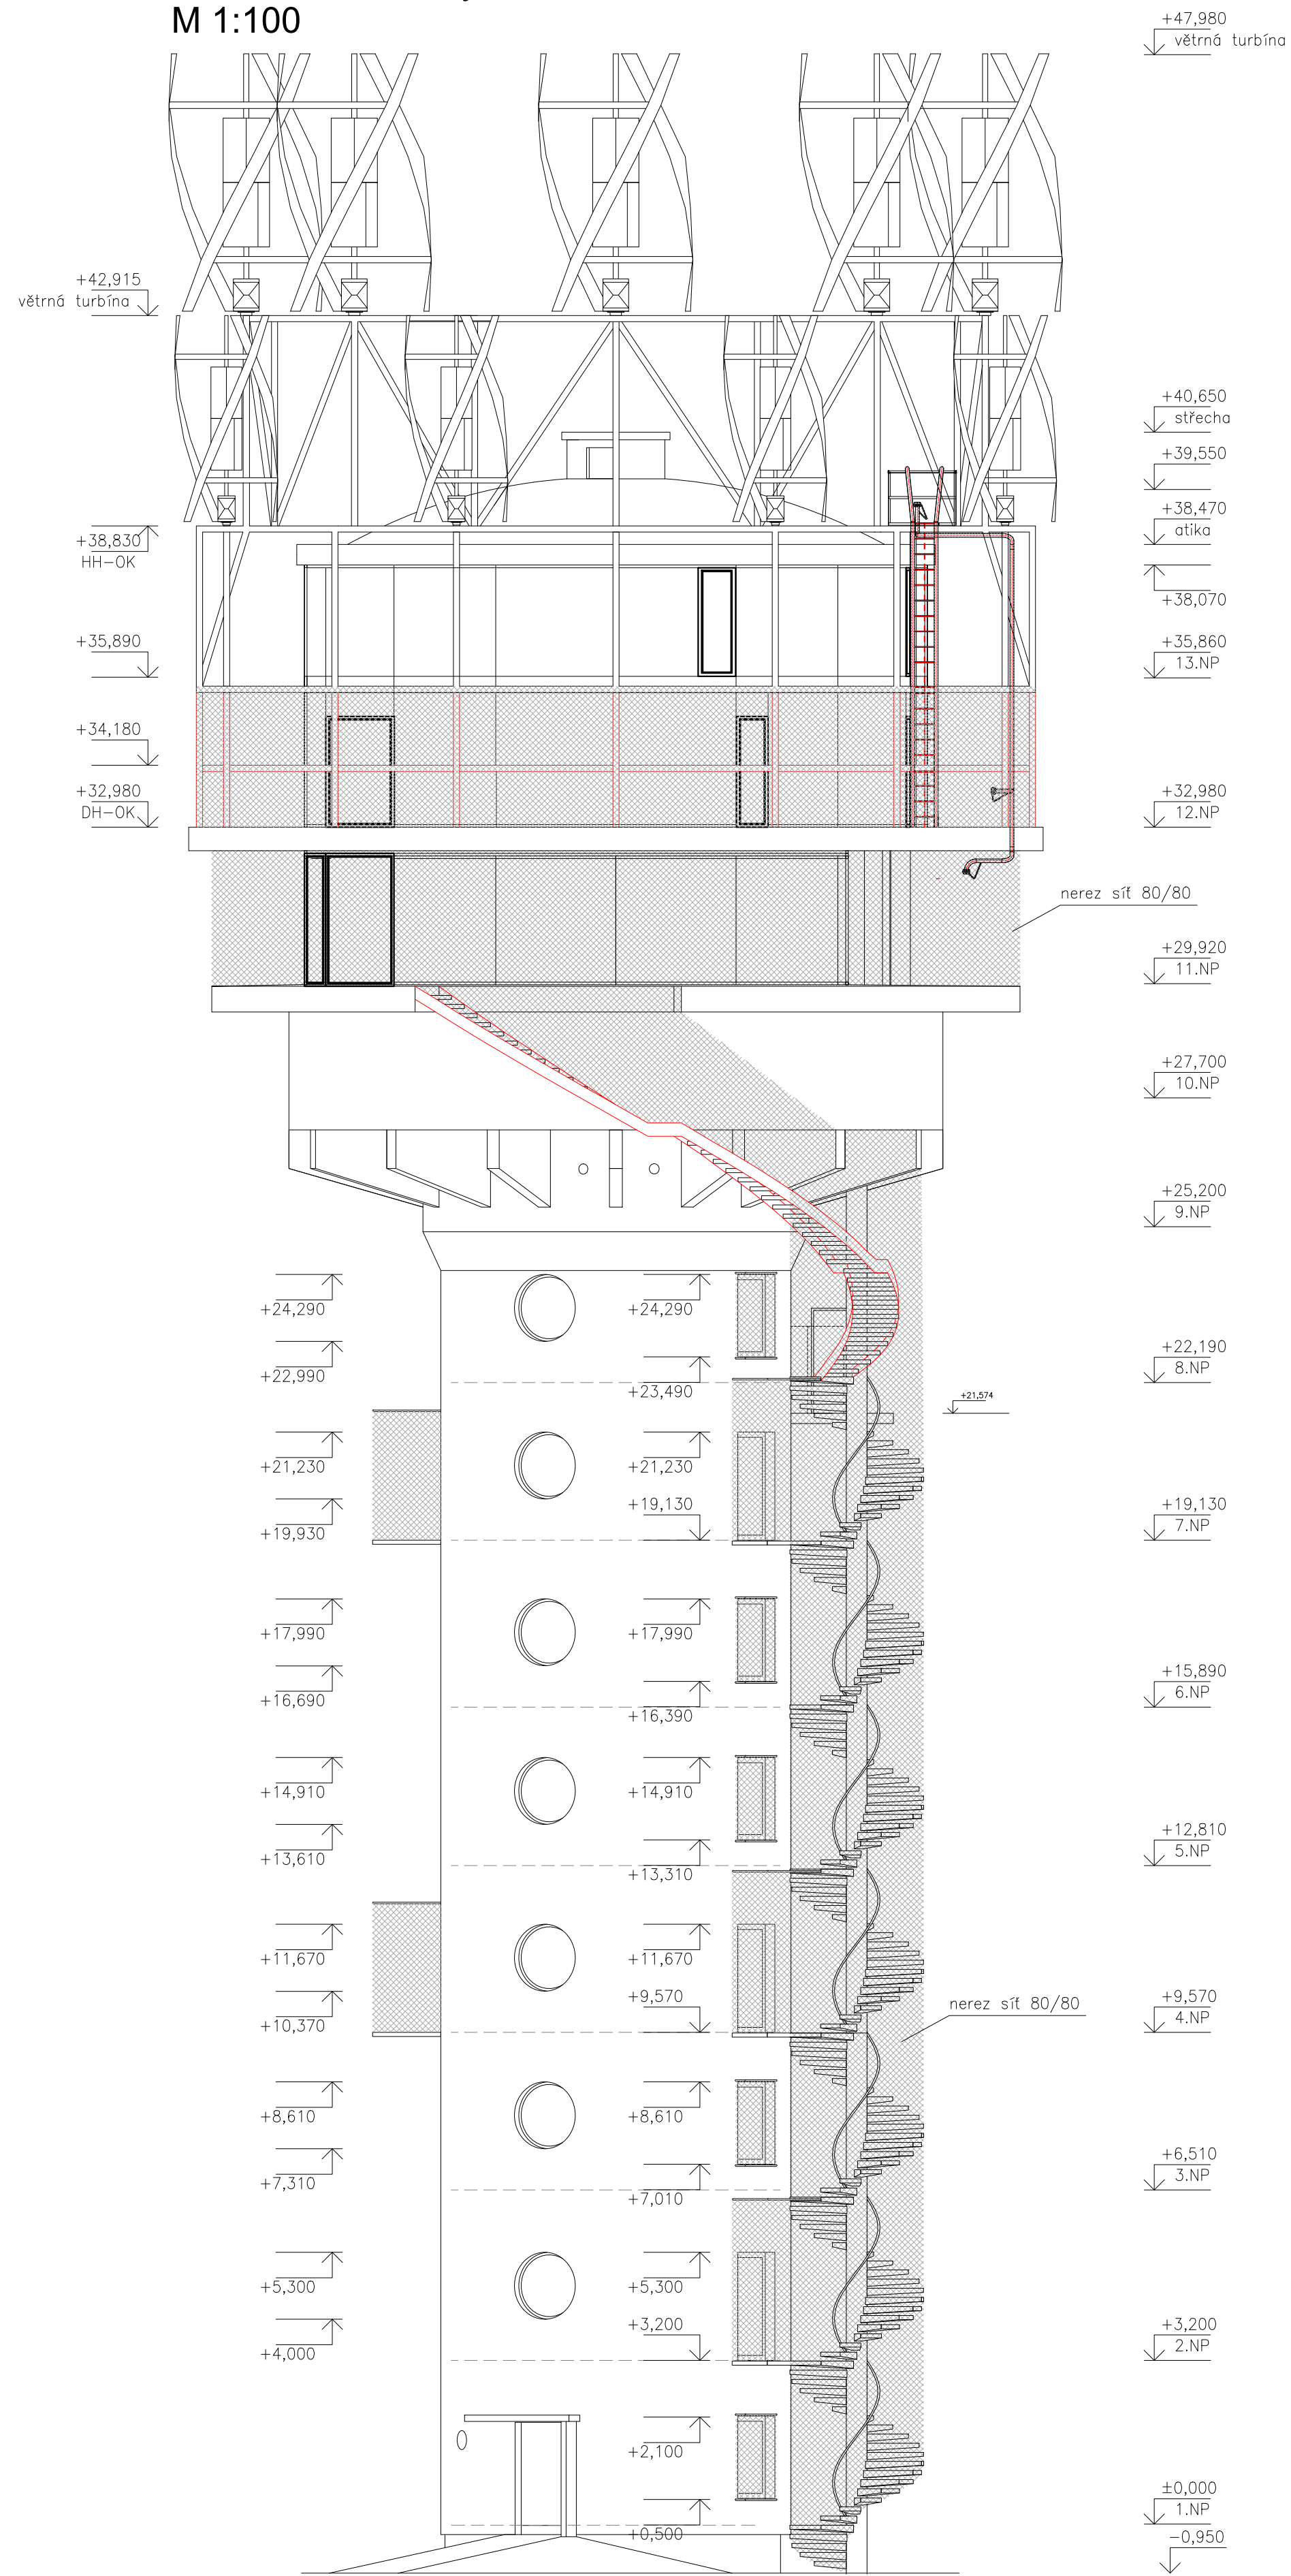 M 1:100
+47,980
větrná turbína
+42,915
větrná turbína
+40,650
střecha
+39,550
+38,470
atika
+38,830
HH-OK
+38,070
+35,890
+35,860
13.NP
+34,180
+32,980
DH-OK
+32,980
12.NP
nerez síť 80/80
+29,920
11.NP
+27,700
10.NP
+25,200
9.NP
+24,290
+24,290
+22,990
+23,490
+22,190
8.NP
+21,574
+21,230
+21,230
+19,930
+19,130
+19,130
7.NP
+17,990
+17,990
+16,690
+16,390
+15,890
6.NP
+14,910
+14,910
+13,610
+13,310
+12,810
5.NP
+11,670
+11,670
+10,370
+9,570
nerez síť 80/80
+9,570
4.NP
+8,610
+8,610
+7,310
+7,010
+6,510
3.NP
+5,300
+5,300
+4,000
+3,200
+3,200
2.NP
+2,100
+0,500
±0,000
1.NP
-0,950